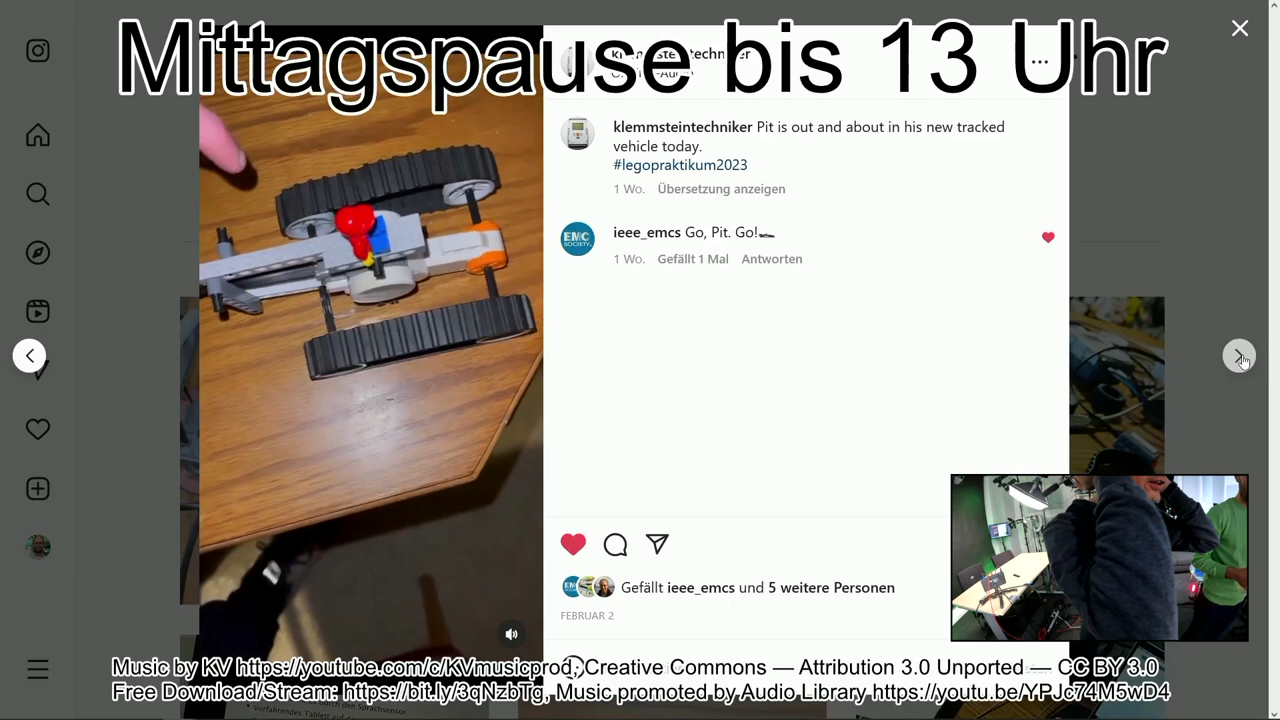 Mittagspause bis 13 Uhr
klemmsteintechniker
klemmsteintechniker Pit is out and about in his new tracked
vehicle today.
#legopraktikum2023
1 Wo. Übersetzung anzeigen
EMC
SOCIETY
ieee_emcs Go, Pit. Go!
1 Wo. Gefällt 1 Mal Antworten
Gefällt ieee_emcs und 5 weitere Personen
FEBRUAR 2
Music by KV https://youtube.com/c/KVmusicprod; Creative Commons — Attribution 3.0 Unported — CC BY 3.0
Free Download/Stream: https://bit.ly/3qNzbTg, Music promoted by Audio Library https://youtu.be/YPJc74M5wD4